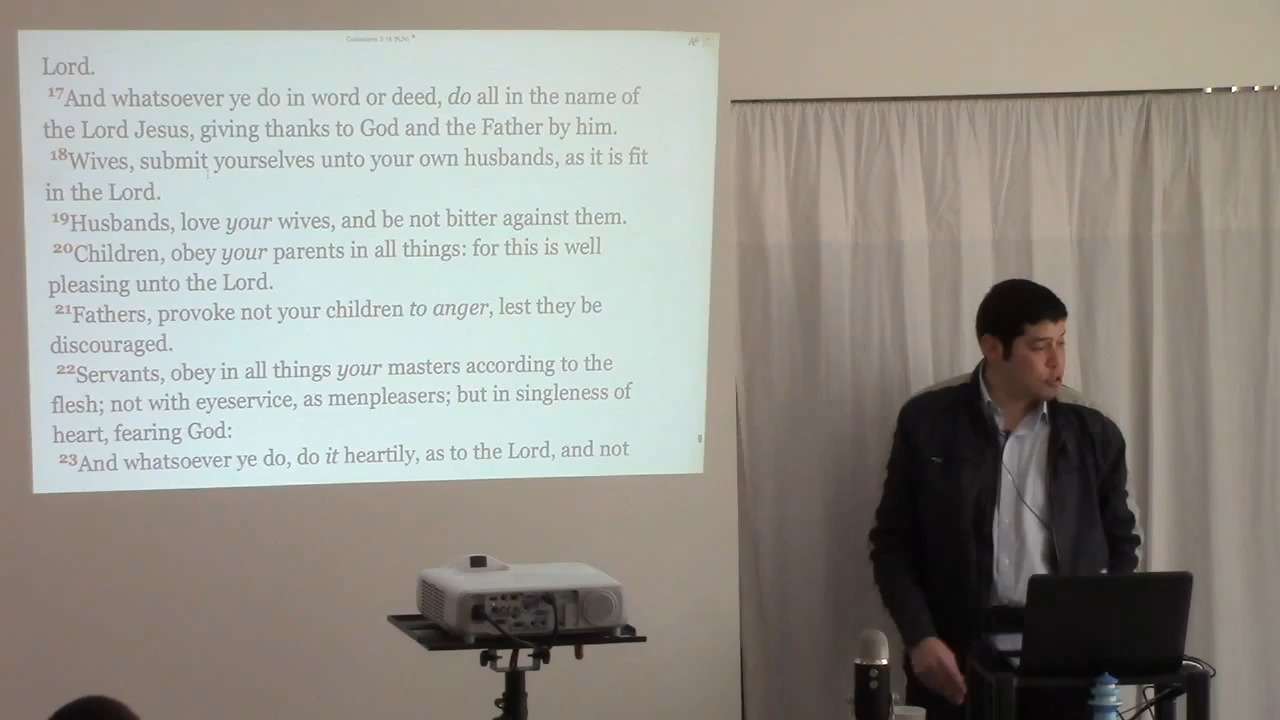 Colossians 3:16 (KJV)
Lord.
17And whatsoever ye do in word or deed, do all in the name of
the Lord Jesus, giving thanks to God and the Father by him.
18Wives, submit yourselves unto your own husbands, as it is fit
in the Lord.
19Husbands, love your wives, and be not bitter against them.
20Children, obey your parents in all things: for this is well
pleasing unto the Lord.
21Fathers, provoke not your children to anger, lest they be
discouraged.
22Servants, obey in all things your masters according to the
flesh; not with eyeservice, as menpleasers; but in singleness of
heart, fearing God:
23And whatsoever ye do, do it heartily, as to the Lord, and not